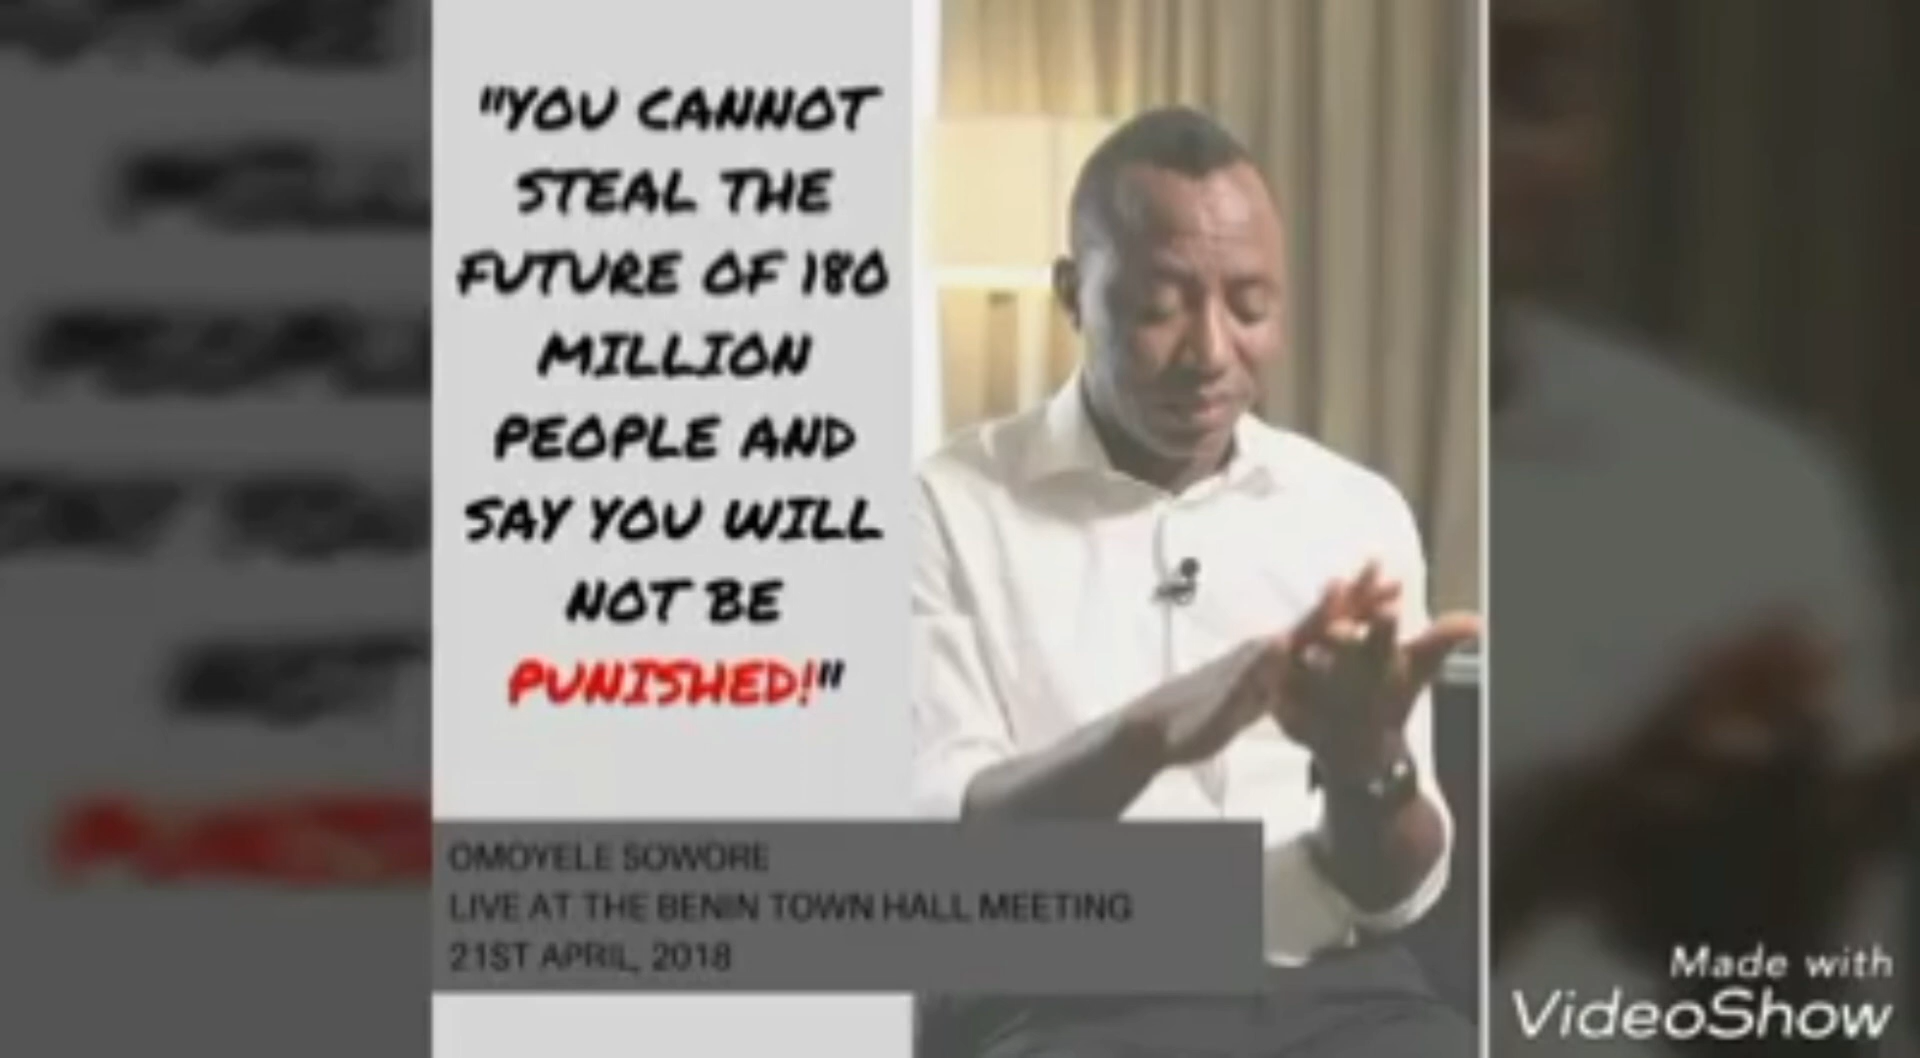 "YOU CANNOT
STEAL THE
FUTURE OF 180
MILLION
PEOPLE AND
SAY YOU WILL
NOT BE
PUNISHED!"
OMOYELE SOWORE
LIVE AT THE BENIN TOWN HALL MEETING
21ST APRIL, 2018
Made with
VideoShow